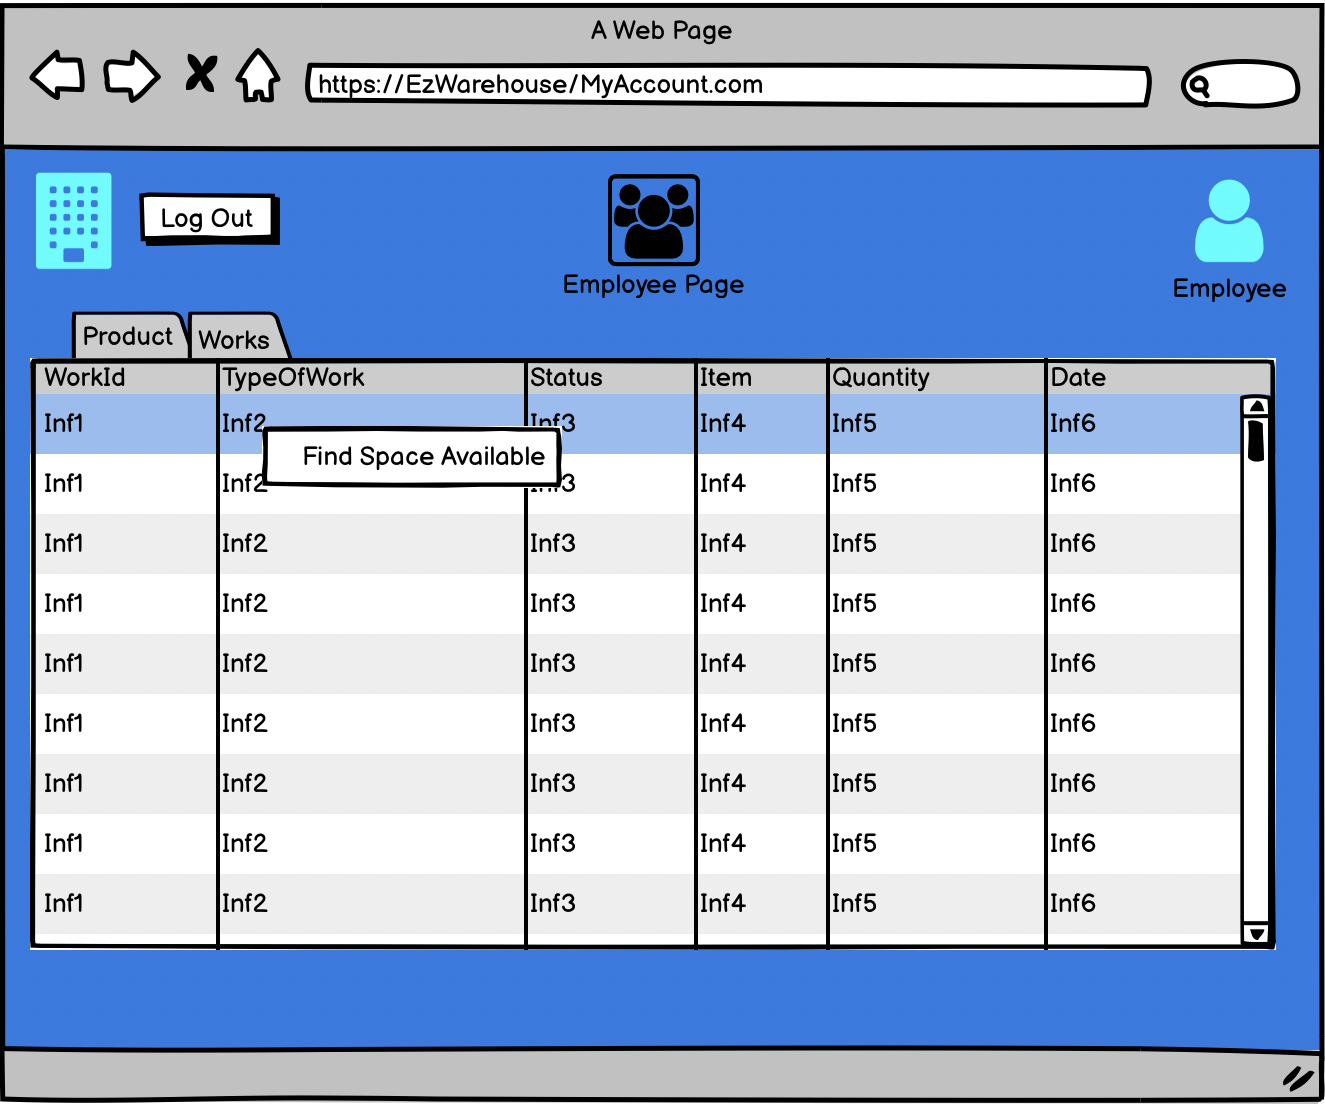 A Web Page
https://EzWarehouse/MyAccount.com
Log Out
Employee Page
Employee
Product Works
WorkId TypeOfWork Status Item Quantity Date
Inf1 Inf2 Inf3 Inf4 Inf5 Inf6
Find Space Available
Inf1 Inf2 Inf3 Inf4 Inf5 Inf6
Inf1 Inf2 Inf3 Inf4 Inf5 Inf6
Inf1 Inf2 Inf3 Inf4 Inf5 Inf6
Inf1 Inf2 Inf3 Inf4 Inf5 Inf6
Inf1 Inf2 Inf3 Inf4 Inf5 Inf6
Inf1 Inf2 Inf3 Inf4 Inf5 Inf6
Inf1 Inf2 Inf3 Inf4 Inf5 Inf6
Inf1 Inf2 Inf3 Inf4 Inf5 Inf6